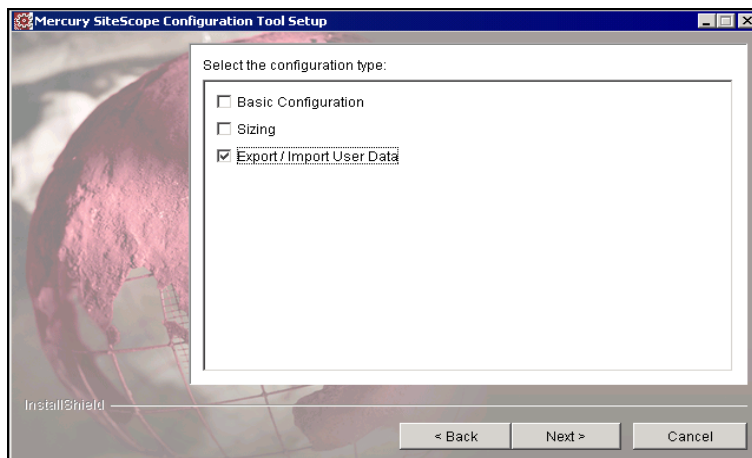 Mercury SiteScope Configuration Tool Setup
Select the configuration type:
Basic Configuration
Sizing
Export / Import User Data
InstallShield
< Back
Next >
Cancel